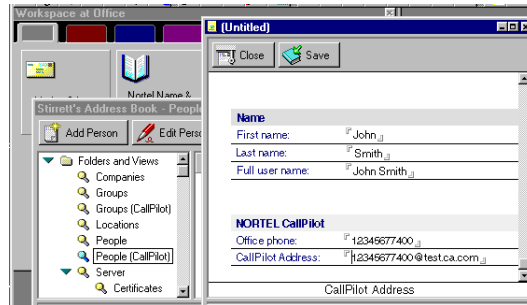 Workspace at Office
Nortel Name &
Stirrett's Address Book - People
Add Person
Edit Perso
Folders and Views
Companies
Groups
Groups (CallPilot)
Locations
People
People (CallPilot)
Server
Certificates
(Untitled)
Close
Save
Name
First name: John
Last name: Smith
Full user name: John Smith
NORTEL CallPilot
Office phone: 12345677400
CallPilot Address: 12345677400@test.ca.com
CallPilot Address